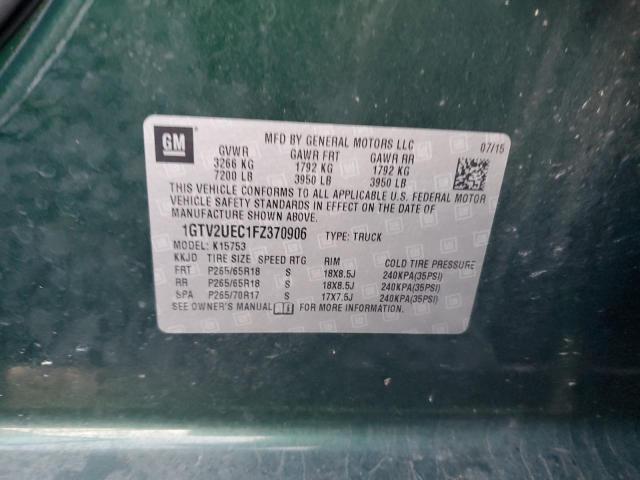 GM
MFD BY GENERAL MOTORS LLC 07/15
GVWR GAWR FRT GAWR RR
3266 KG 1792 KG 1792 KG
7200 LB 3950 LB 3950 LB
THIS VEHICLE CONFORMS TO ALL APPLICABLE U.S. FEDERAL MOTOR
VEHICLE SAFETY STANDARDS IN EFFECT ON THE DATE OF
MANUFACTURE SHOWN ABOVE.
1GTV2UEC1FZ370906 TYPE: TRUCK
MODEL: K15753
KKJD TIRE SIZE SPEED RTG RIM COLD TIRE PRESSURE
FRT P265/65R18 S 18X8.5J 240KPA(35PSI)
RR P265/65R18 S 18X8.5J 240KPA(35PSI)
SPA P265/70R17 S 17X7.5J 240KPA(35PSI)
SEE OWNER'S MANUAL FOR MORE INFORMATION.